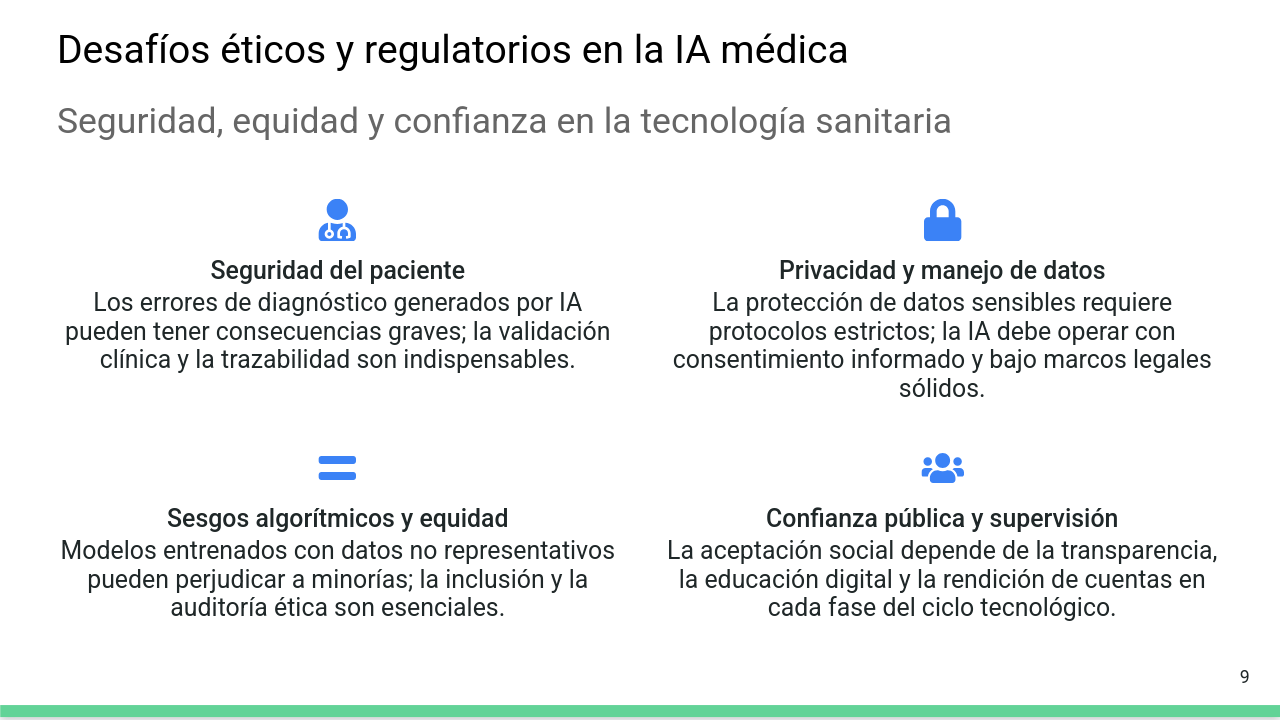 Desafíos éticos y regulatorios en la IA médica
Seguridad, equidad y confianza en la tecnología sanitaria
Seguridad del paciente
Los errores de diagnóstico generados por IA
pueden tener consecuencias graves; la validación
clínica y la trazabilidad son indispensables.
Privacidad y manejo de datos
La protección de datos sensibles requiere
protocolos estrictos; la IA debe operar con
consentimiento informado y bajo marcos legales
sólidos.
Sesgos algorítmicos y equidad
Modelos entrenados con datos no representativos
pueden perjudicar a minorías; la inclusión y la
auditoría ética son esenciales.
Confianza pública y supervisión
La aceptación social depende de la transparencia,
la educación digital y la rendición de cuentas en
cada fase del ciclo tecnológico.
9